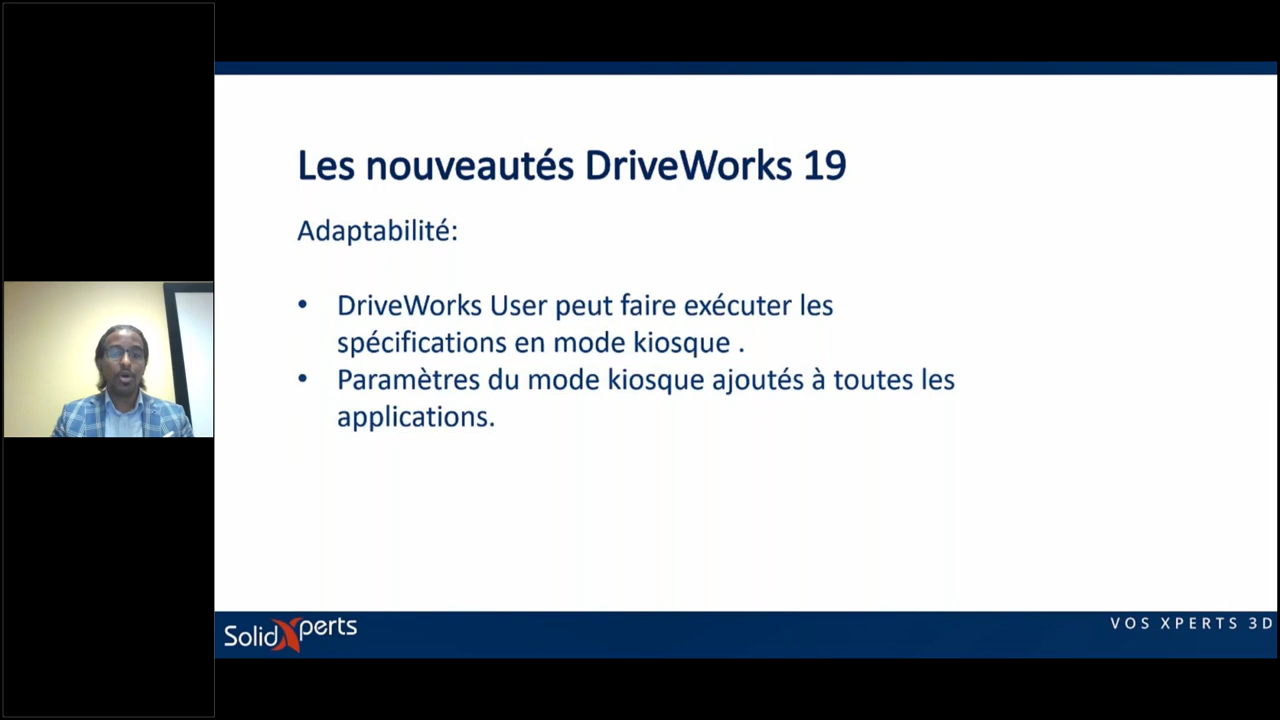 Les nouveautés DriveWorks 19
Adaptabilité:
• DriveWorks User peut faire exécuter les
spécifications en mode kiosque .
• Paramètres du mode kiosque ajoutés à toutes les
applications.
SolidXperts
VOS XPERTS 3D